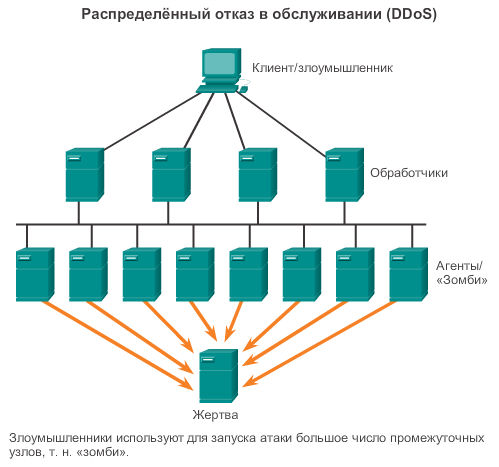 Распределённый отказ в обслуживании (DDoS)
Клиент/злоумышленник
Обработчики
Агенты/
«Зомби»
Жертва
Злоумышленники используют для запуска атаки большое число промежуточных
узлов, т. н. «зомби».